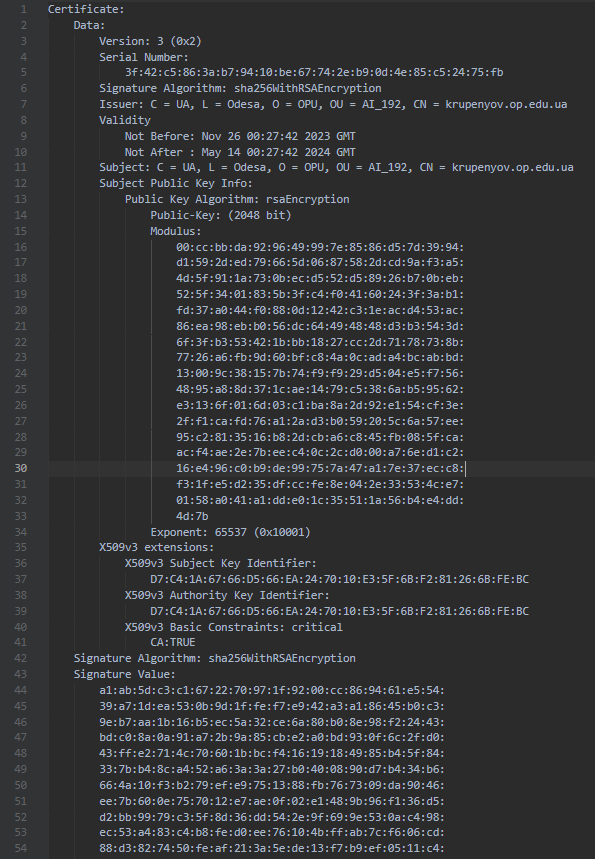 1 Certificate:
2 Data:
3 Version: 3 (0x2)
4 Serial Number:
5 3f:42:c5:86:3a:b7:94:10:be:67:74:2e:b9:0d:4e:85:c5:24:75:fb
6 Signature Algorithm: sha256WithRSAEncryption
7 Issuer: C = UA, L = Odesa, O = OPU, OU = AI_192, CN = krupenyov.op.edu.ua
8 Validity
9 Not Before: Nov 26 00:27:42 2023 GMT
10 Not After : May 14 00:27:42 2024 GMT
11 Subject: C = UA, L = Odesa, O = OPU, OU = AI_192, CN = krupenyov.op.edu.ua
12 Subject Public Key Info:
13 Public Key Algorithm: rsaEncryption
14 Public-Key: (2048 bit)
15 Modulus:
16 00:cc:bb:da:92:96:49:99:7e:85:86:d5:7d:39:94:
17 d1:59:2d:ed:79:66:5d:06:87:58:2d:cd:9a:f3:a5:
18 4d:5f:91:1a:73:0b:ec:d5:52:d5:89:26:b7:0b:eb:
19 52:5f:34:01:83:5b:3f:c4:f0:41:60:24:3f:3a:b1:
20 fd:37:a0:44:f0:88:0d:12:42:c3:1e:ac:d4:53:ac:
21 86:ea:98:eb:b0:56:dc:64:49:48:48:d3:b3:54:3d:
22 6f:3f:b3:53:42:1b:bb:18:27:cc:2d:71:78:73:8b:
23 77:26:a6:fb:9d:60:bf:c8:4a:0c:ad:a4:bc:ab:bd:
24 13:00:9c:38:15:7b:74:f9:f9:29:d5:04:e5:f7:56:
25 48:95:a8:8d:37:1c:ae:14:79:c5:38:6a:b5:95:62:
26 e3:13:6f:01:6d:03:c1:ba:8a:2d:92:e1:54:cf:3e:
27 2f:f1:ca:fd:76:a1:2a:d3:b0:59:20:5c:6a:57:ee:
28 95:c2:81:35:16:b8:2d:cb:a6:c8:45:fb:08:5f:ca:
29 ac:f4:ae:2e:7b:ee:c4:0c:2c:d0:00:a7:6e:d1:c2:
30 16:e4:96:c0:b9:de:99:75:7a:47:a1:7e:37:ec:c8:
31 f3:1f:e5:d2:35:df:cc:fe:8e:04:2e:33:53:4c:e7:
32 01:58:a0:41:a1:dd:e0:1c:35:51:1a:56:b4:e4:dd:
33 4d:7b
34 Exponent: 65537 (0x10001)
35 X509v3 extensions:
36 X509v3 Subject Key Identifier:
37 D7:C4:1A:67:66:D5:66:EA:24:70:10:E3:5F:6B:F2:81:26:6B:FE:BC
38 X509v3 Authority Key Identifier:
39 D7:C4:1A:67:66:D5:66:EA:24:70:10:E3:5F:6B:F2:81:26:6B:FE:BC
40 X509v3 Basic Constraints: critical
41 CA:TRUE
42 Signature Algorithm: sha256WithRSAEncryption
43 Signature Value:
44 a1:ab:5d:c3:c1:67:22:70:97:1f:92:00:cc:86:94:61:e5:54:
45 39:a7:1d:ea:53:0b:9d:1f:fe:f7:e9:42:a3:a1:86:45:b0:c3:
46 9e:b7:aa:1b:16:b5:ec:5a:32:ce:6a:80:b0:8e:98:f2:24:43:
47 bd:c0:8a:0a:91:a7:2b:9a:85:cb:e2:a0:bd:93:0f:6c:2f:d0:
48 43:ff:e2:71:4c:70:60:1b:bc:f4:16:19:18:49:85:b4:5f:84:
49 33:7b:b4:8c:a4:52:a6:3a:3a:27:b0:40:08:90:d7:b4:34:b6:
50 66:4a:10:f3:b2:79:ef:e9:75:13:88:fb:76:73:09:da:90:46:
51 ee:7b:60:0e:75:70:12:e7:ae:0f:02:e1:48:9b:96:f1:36:d5:
52 d2:bb:99:79:c3:5f:8d:36:dd:54:2e:9f:69:9e:53:0a:c4:98:
53 ec:53:a4:83:c4:b8:fe:d0:ee:76:10:4b:ff:ab:7c:f6:06:cd:
54 88:d3:82:74:50:fe:af:21:3a:5e:de:13:f7:b9:ef:05:11:c4: